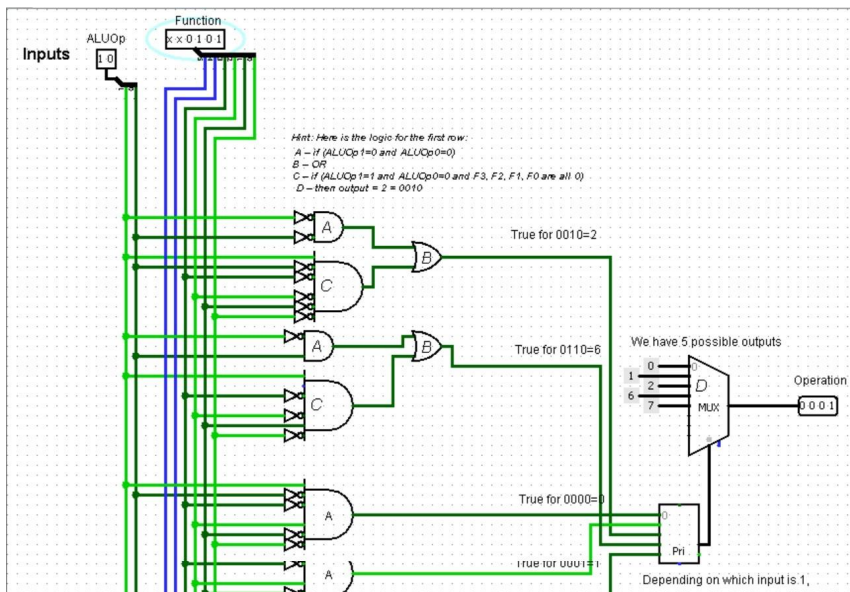 Function
ALUOp
x x 0 1 0 1
Inputs
1 0
Hint: Here is the logic for the first row:
A – if (ALUOp1=0 and ALUOp0=0)
B – OR
C – if (ALUOp1=1 and ALUOp0=0 and F3, F2, F1, F0 are all 0)
D – then output = 2 = 0010
A
B
True for 0010=2
C
A
B
True for 0110=6
C
We have 5 possible outputs
0
0
1
2
6
7
D
MUX
0
Operation
0 0 0 1
A
True for 0000=0
0
Pri
A
True for 0001=1
Depending on which input is 1,